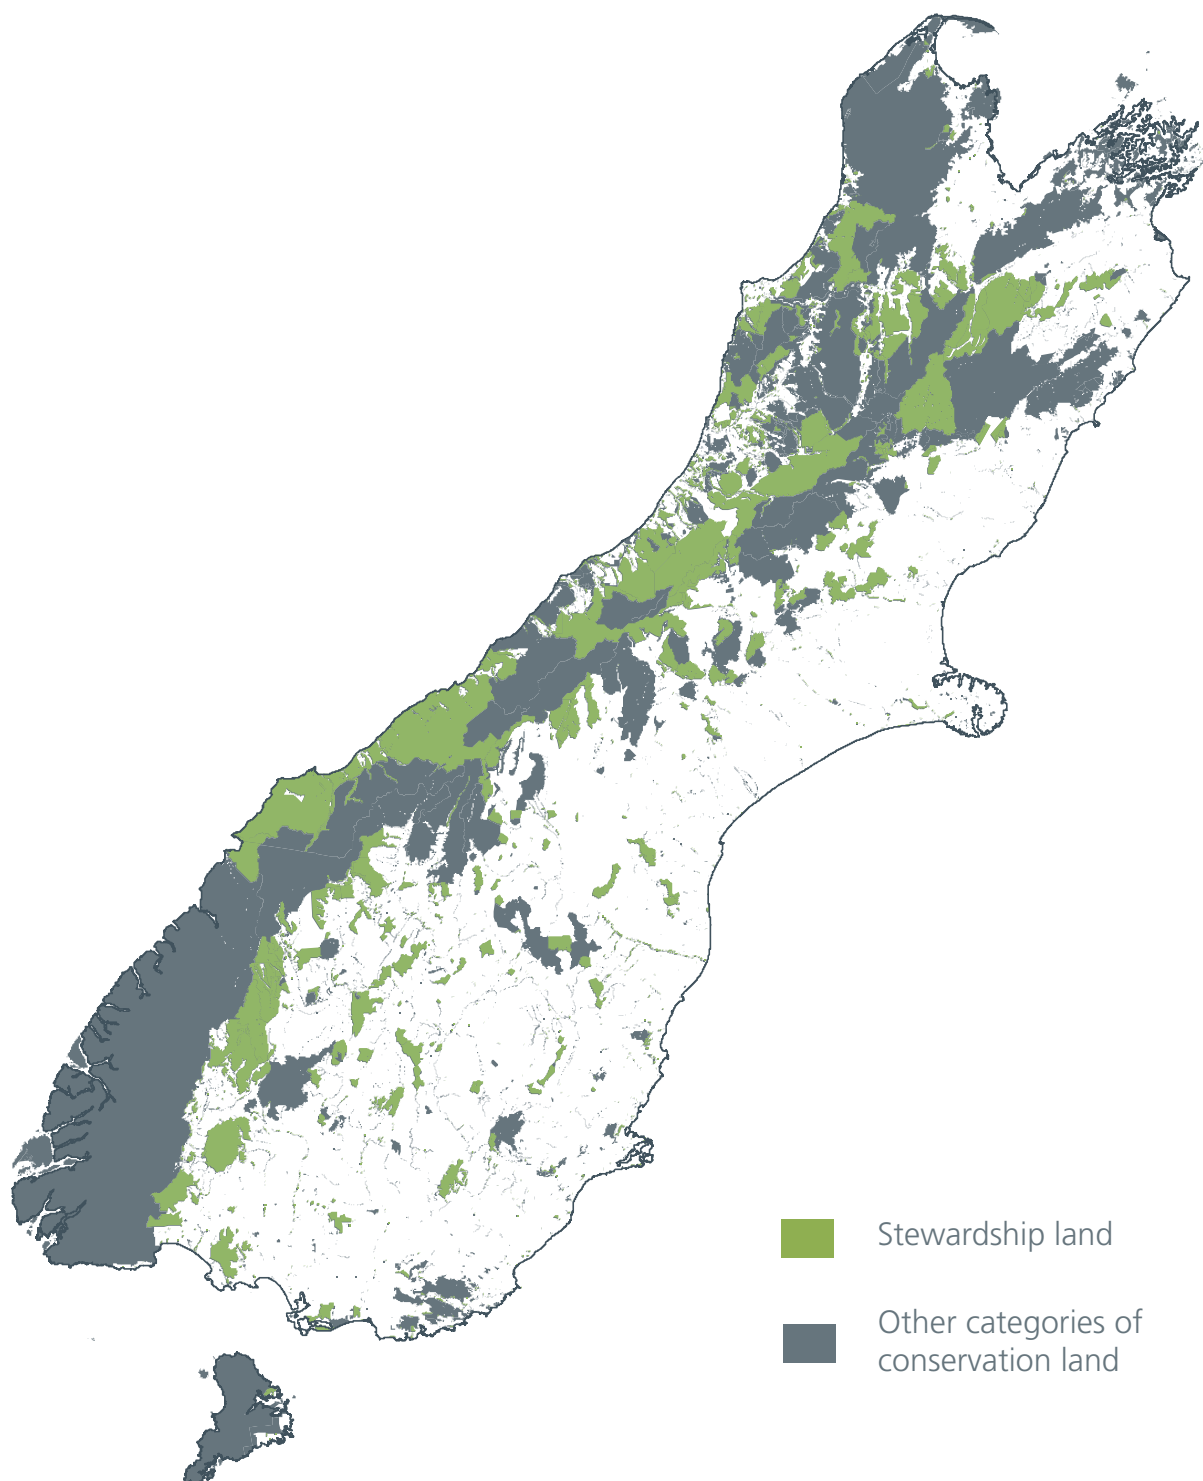 Stewardship land
Other categories of
conservation land